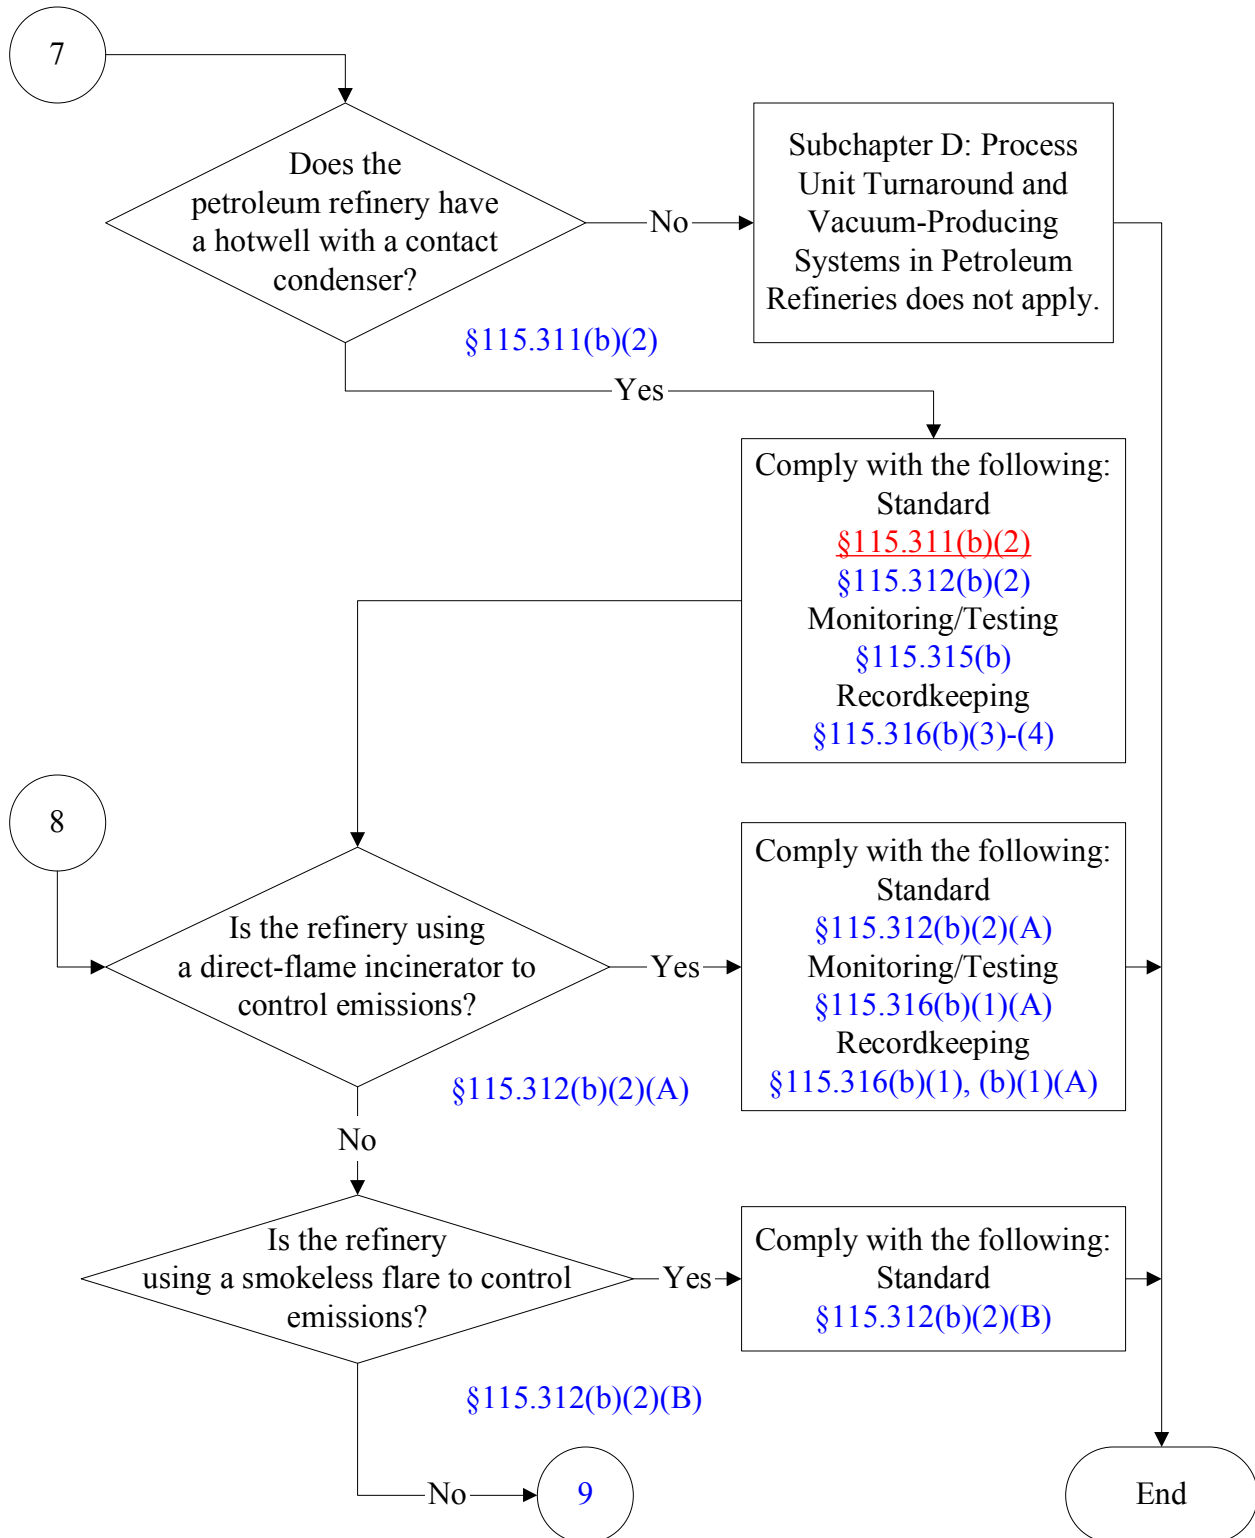 7
Does the
petroleum refinery have
a hotwell with a contact
condenser?
No
Subchapter D: Process
Unit Turnaround and
Vacuum-Producing
Systems in Petroleum
Refineries does not apply.
§115.311(b)(2)
Yes
Comply with the following:
Standard
§115.311(b)(2)
§115.312(b)(2)
Monitoring/Testing
§115.315(b)
Recordkeeping
§115.316(b)(3)-(4)
8
Is the refinery using
a direct-flame incinerator to
control emissions?
Yes
Comply with the following:
Standard
§115.312(b)(2)(A)
Monitoring/Testing
§115.316(b)(1)(A)
Recordkeeping
§115.316(b)(1), (b)(1)(A)
§115.312(b)(2)(A)
No
Is the refinery
using a smokeless flare to control
emissions?
Yes
Comply with the following:
Standard
§115.312(b)(2)(B)
§115.312(b)(2)(B)
No
9
End